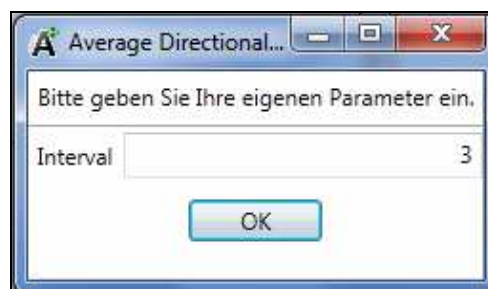 Average Directional...
Bitte geben Sie Ihre eigenen Parameter ein.
Interval 3
OK